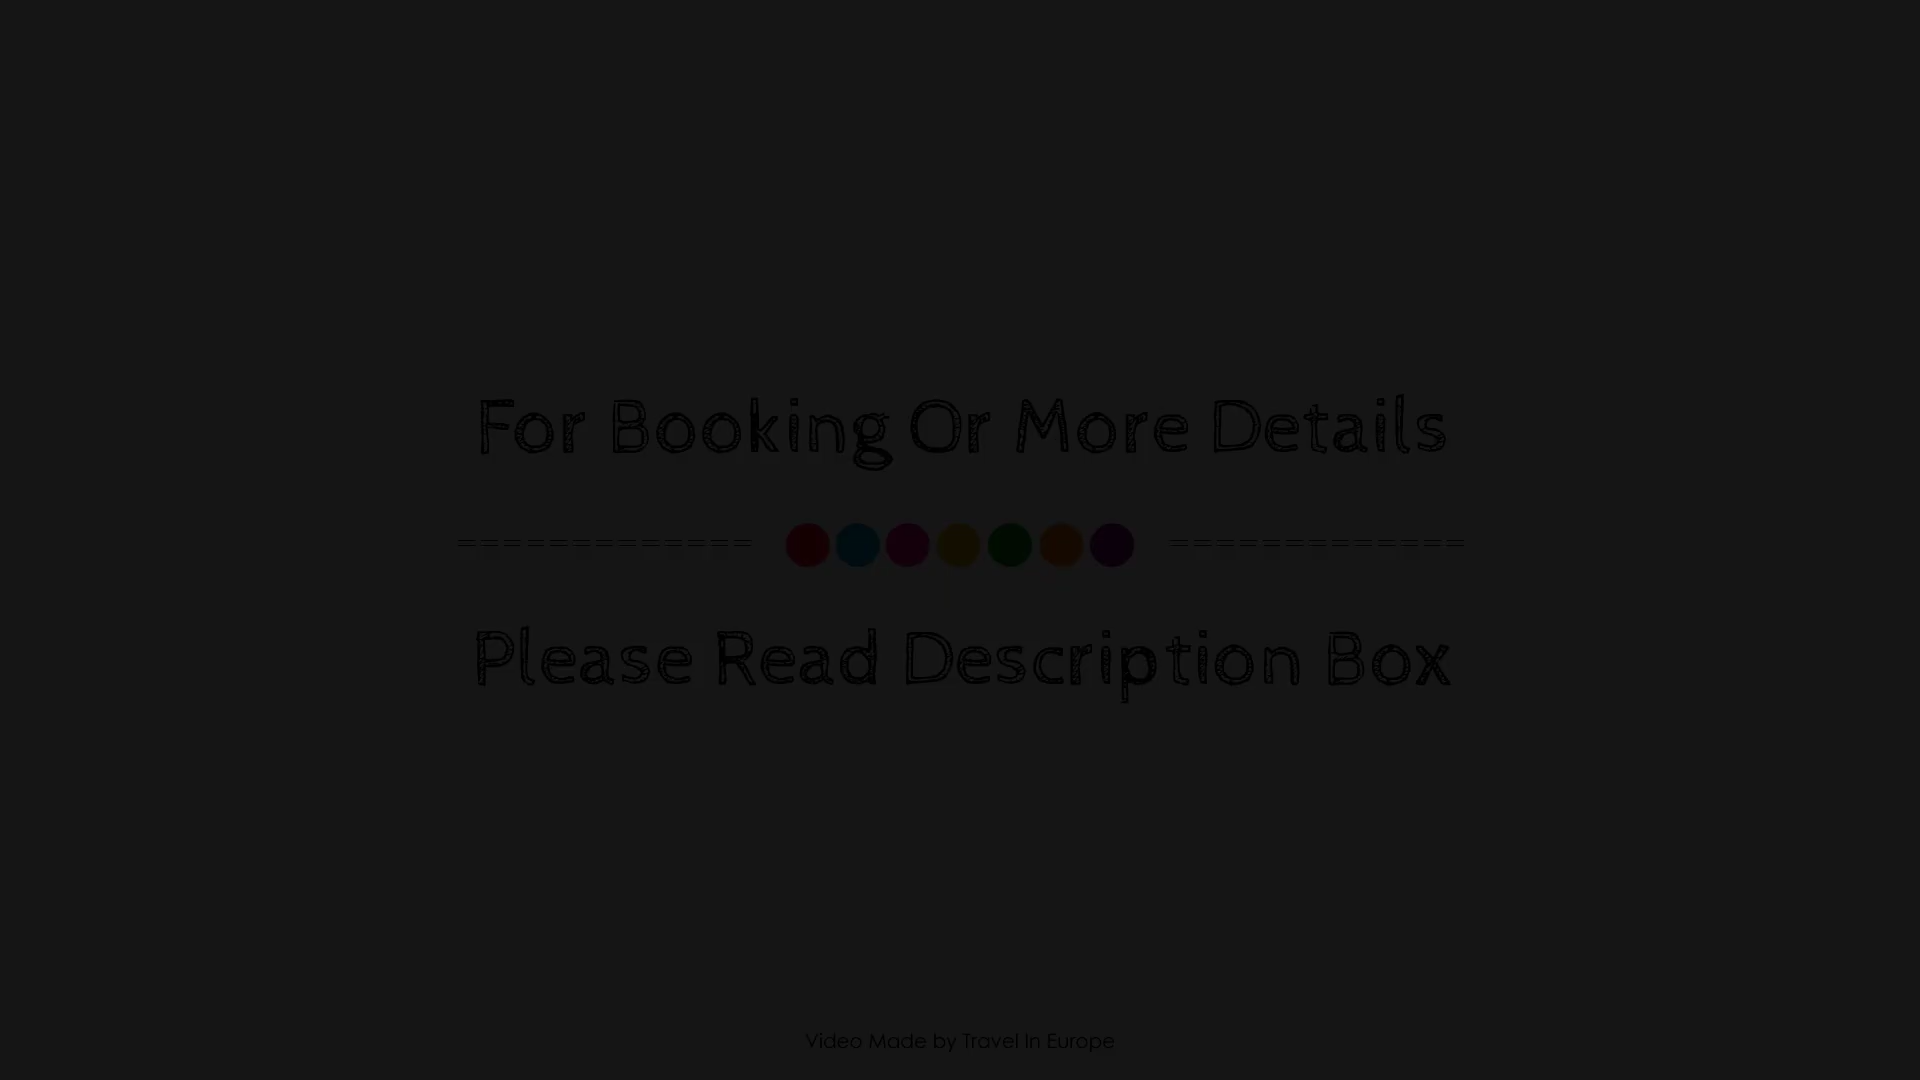 For Booking Or More Details
============= =============
Please Read Description Box
Video Made by Travel In Europe